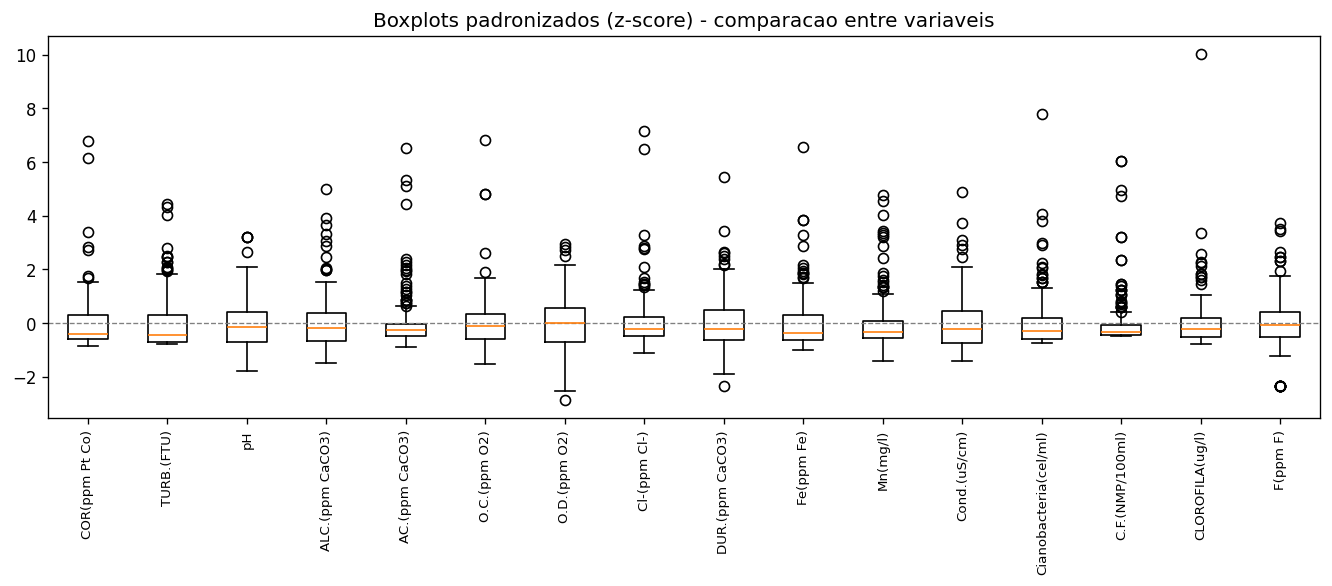 Boxplots padronizados (z-score) - comparacao entre variaveis
10
8
6
4
2
0
−2
COR(ppm Pt Co)
TURB.(FTU)
pH
ALC.(ppm CaCO3)
AC.(ppm CaCO3)
O.C.(ppm O2)
O.D.(ppm O2)
Cl-(ppm Cl-)
DUR.(ppm CaCO3)
Fe(ppm Fe)
Mn(mg/l)
Cond.(uS/cm)
Cianobacteria(cel/ml)
C.F.(NMP/100ml)
CLOROFILA(ug/l)
F(ppm F)